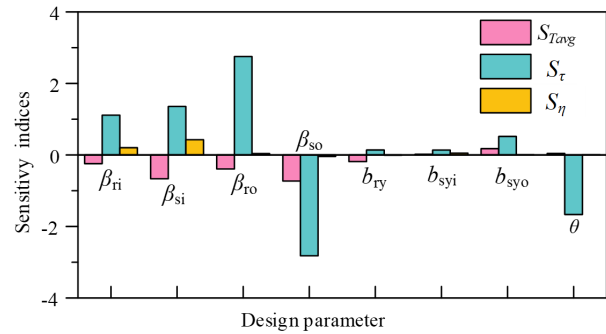 4
2
0
-2
-4
Sensitivy indices
S_Tavg
S_τ
S_η
β_ri
β_si
β_ro
β_so
b_ry
b_syi
b_syo
θ
Design parameter